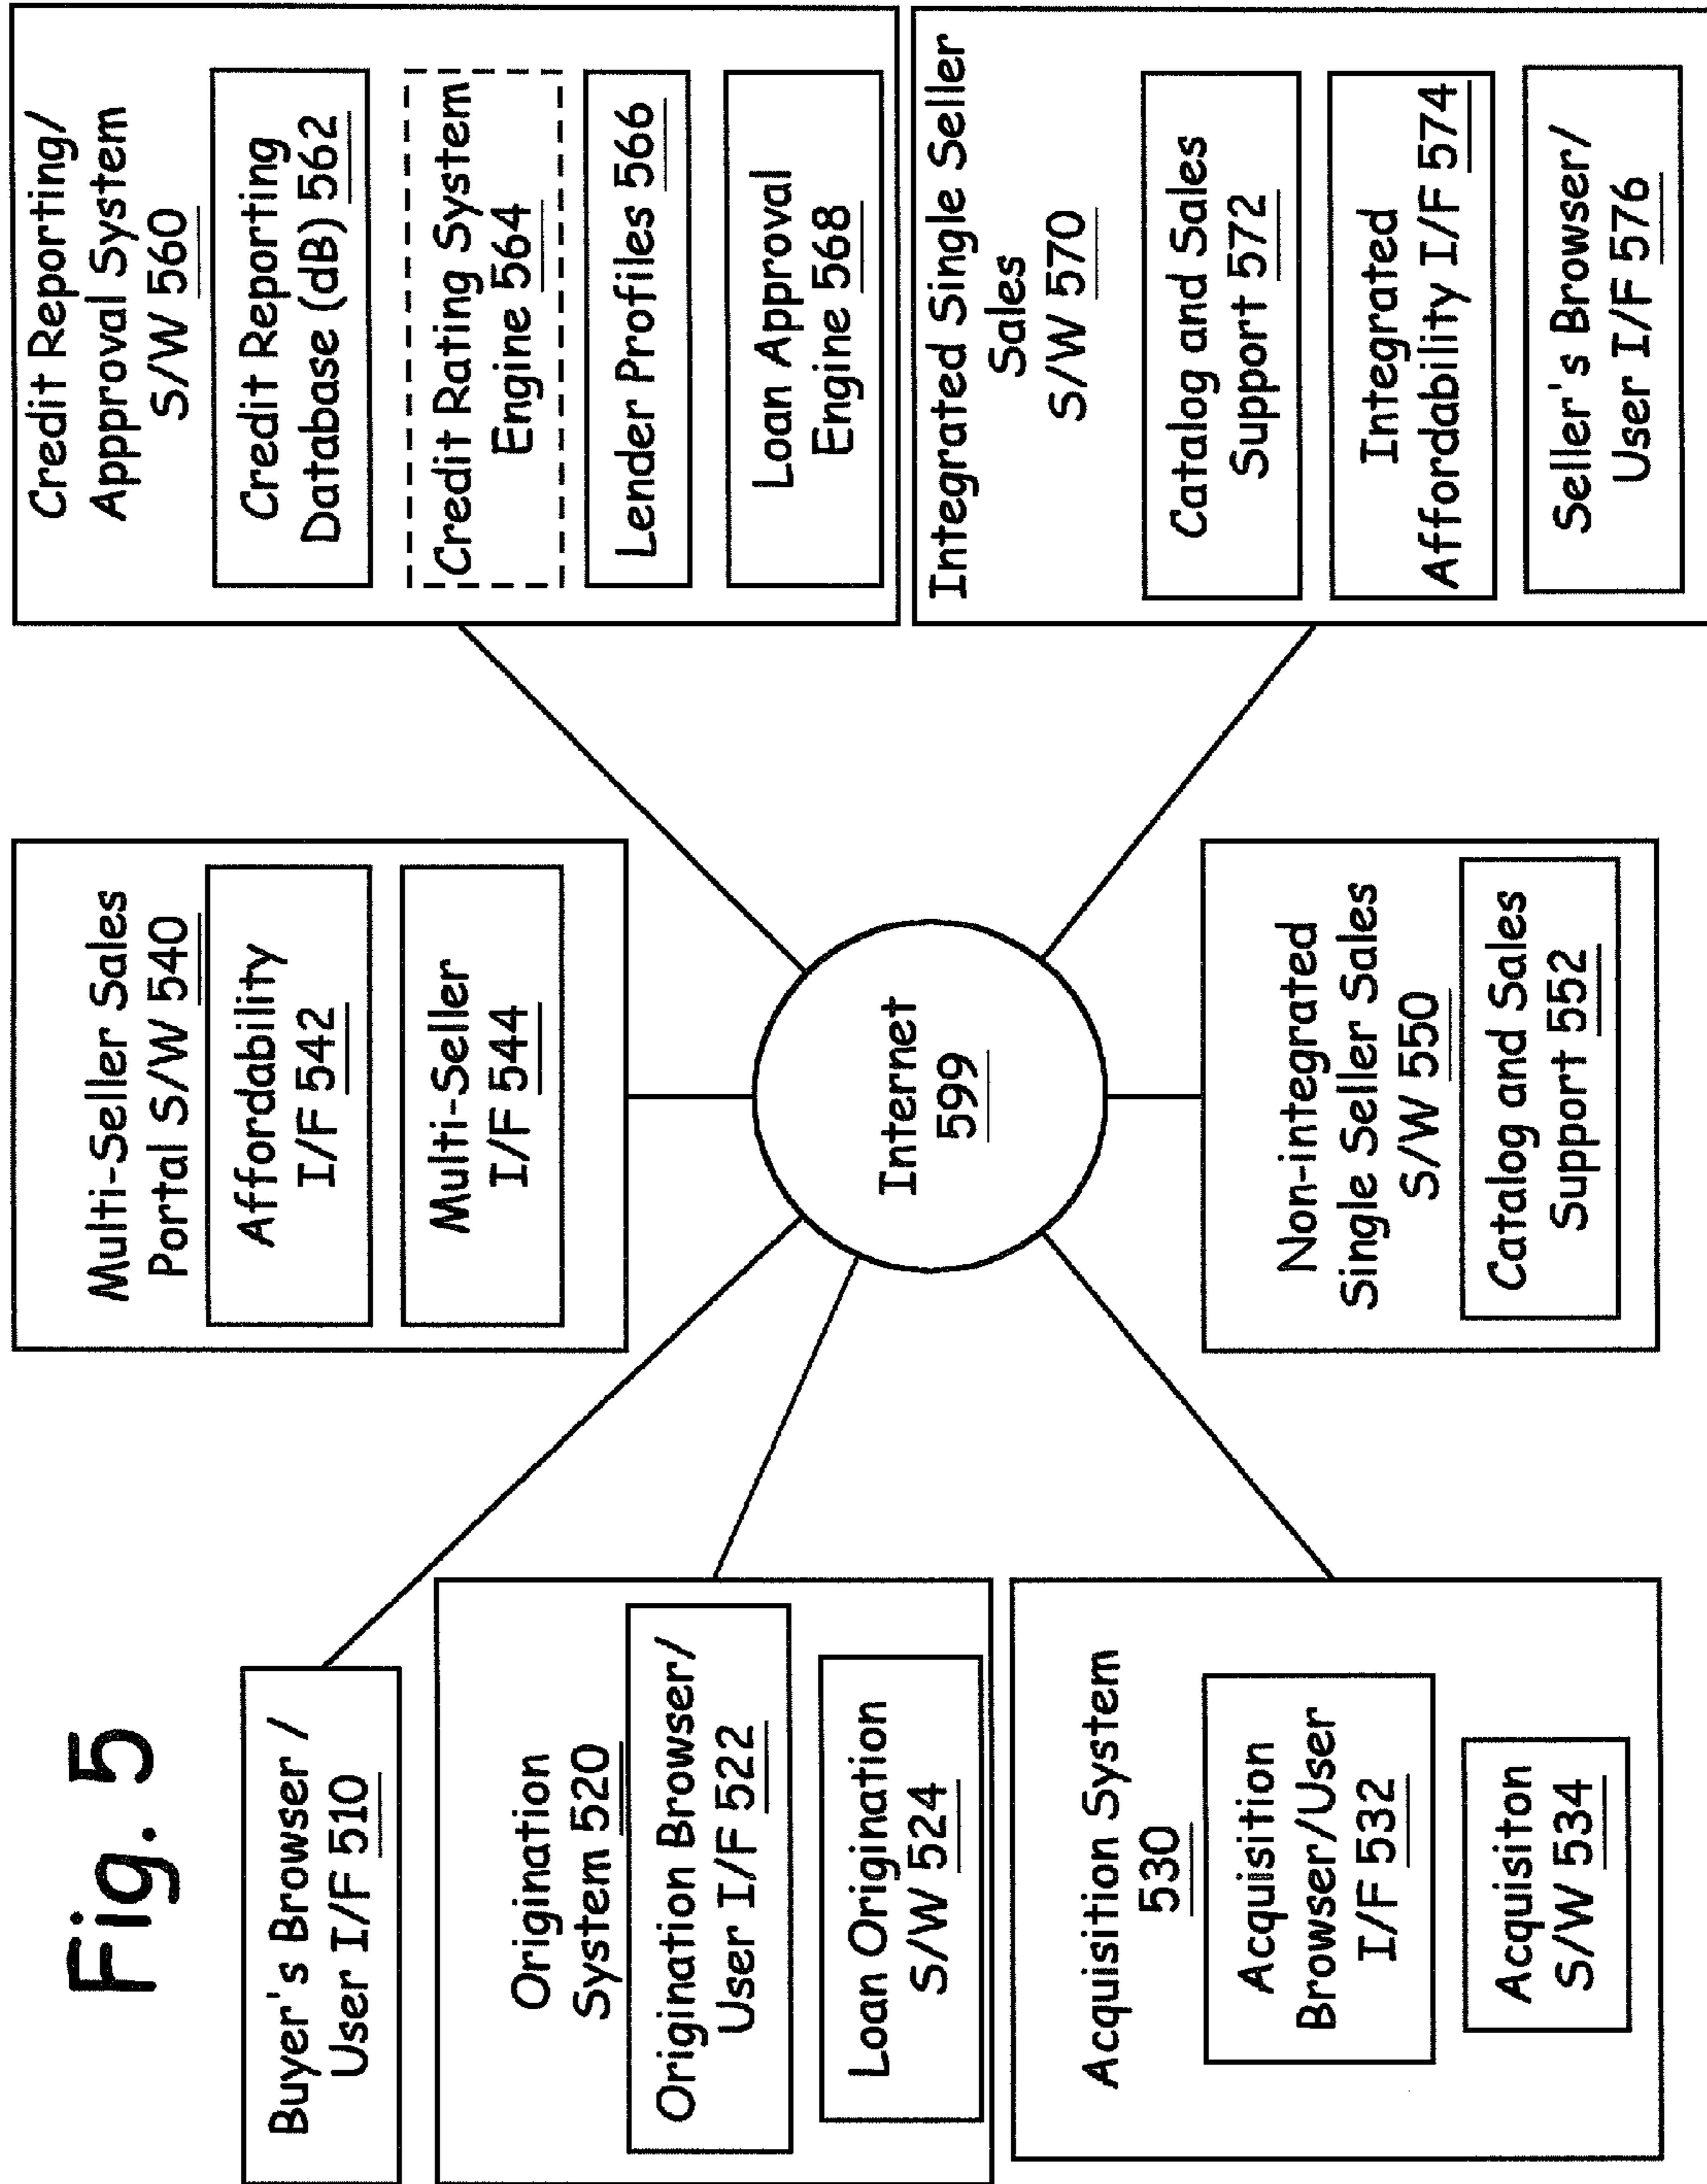 Fig. 5
Buyer's Browser /
User I/F 510
Origination
System 520
Origination Browser/
User I/F 522
Loan Origination
S/W 524
Acquisition System
530
Acquisition
Browser/User
I/F 532
Acquisiton
S/W 534
Multi-Seller Sales
Portal S/W 540
Affordability
I/F 542
Multi-Seller
I/F 544
Internet
599
Non-integrated
Single Seller Sales
S/W 550
Catalog and Sales
Support 552
Credit Reporting/
Appproval System
S/W 560
Credit Reporting
Database (dB) 562
Credit Rating System
Engine 564
Lender Profiles 566
Loan Approval
Engine 568
Integrated Single Seller
Sales
S/W 570
Catalog and Sales
Support 572
Integrated
Affordability I/F 574
Seller's Browser/
User I/F 576